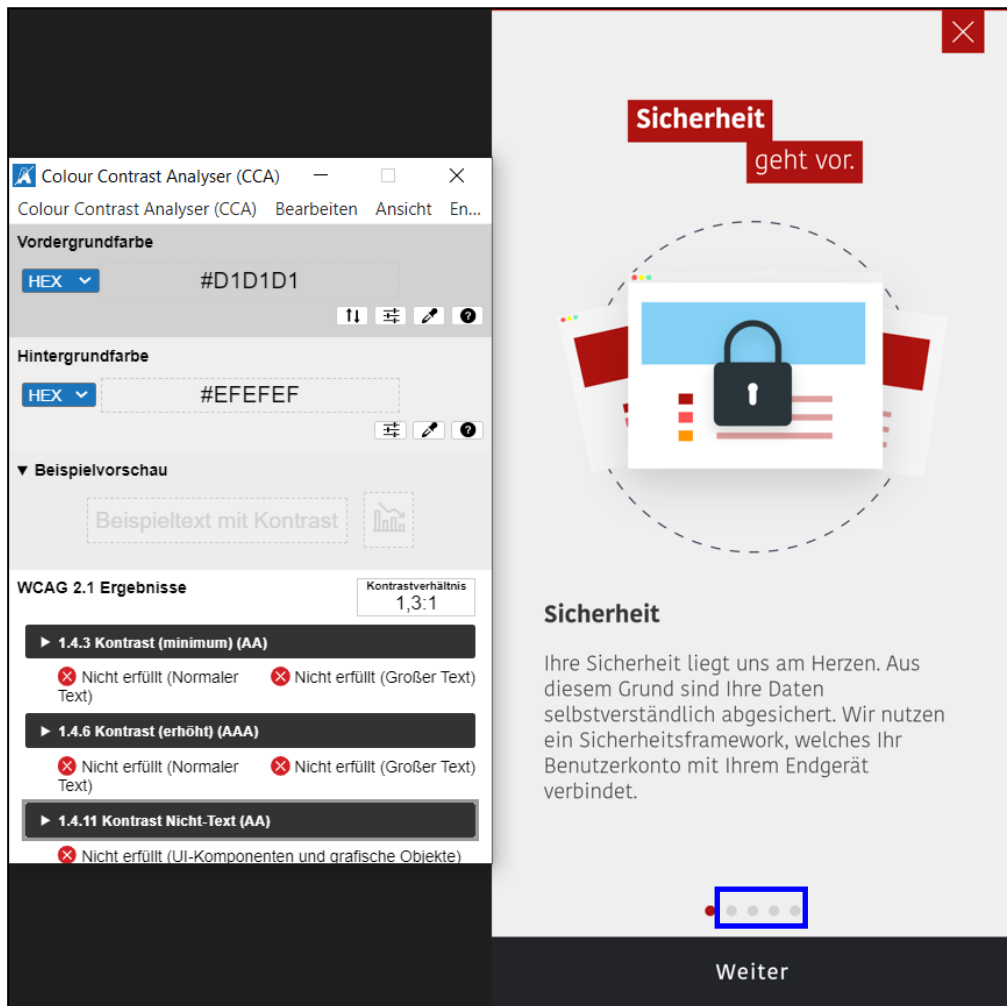 Colour Contrast Analyser (CCA)
Colour Contrast Analyser (CCA) Bearbeiten Ansicht En...
Vordergrundfarbe
HEX #D1D1D1
Hintergrundfarbe
HEX #EFEFEF
▼ Beispielvorschau
Beispieltext mit Kontrast
WCAG 2.1 Ergebnisse
Kontrastverhältnis
1,3:1
▶ 1.4.3 Kontrast (minimum) (AA)
Nicht erfüllt (Normaler Text)
Nicht erfüllt (Großer Text)
▶ 1.4.6 Kontrast (erhöht) (AAA)
Nicht erfüllt (Normaler Text)
Nicht erfüllt (Großer Text)
▶ 1.4.11 Kontrast Nicht-Text (AA)
Nicht erfüllt (UI-Komponenten und grafische Objekte)
Sicherheit
geht vor.
Sicherheit
Ihre Sicherheit liegt uns am Herzen. Aus
diesem Grund sind Ihre Daten
selbstverständlich abgesichert. Wir nutzen
ein Sicherheitsframework, welches Ihr
Benutzerkonto mit Ihrem Endgerät
verbindet.
Weiter